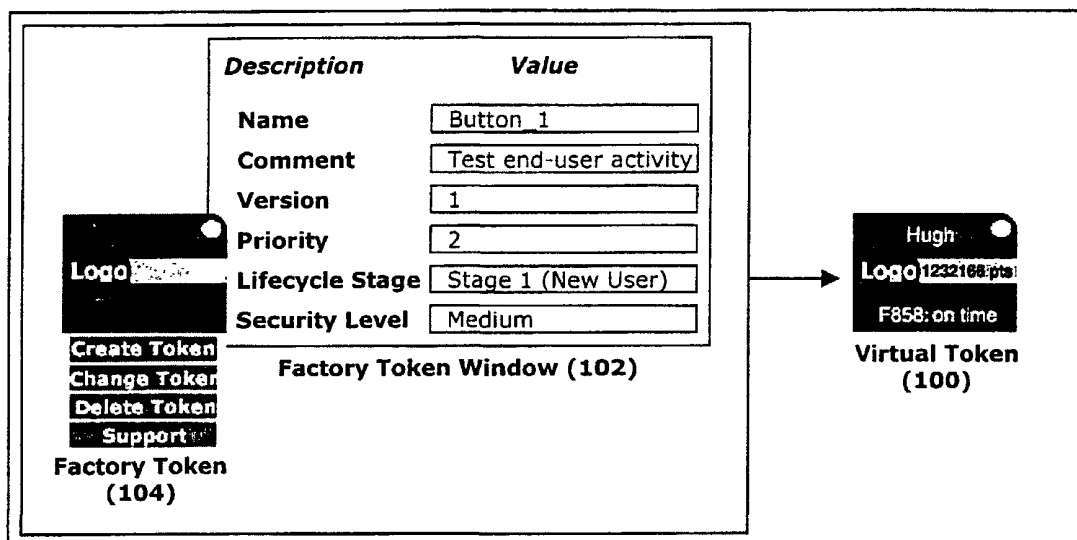 Description Value
Name Button_1
Comment Test end-user activity
Version 1
Priority 2
Lifecycle Stage Stage 1 (New User)
Security Level Medium
Factory Token Window (102)
Logo
Create Token
Change Token
Delete Token
Support
Factory Token
(104)
Hugh
Logo 1232166 pts
F858: on time
Virtual Token
(100)